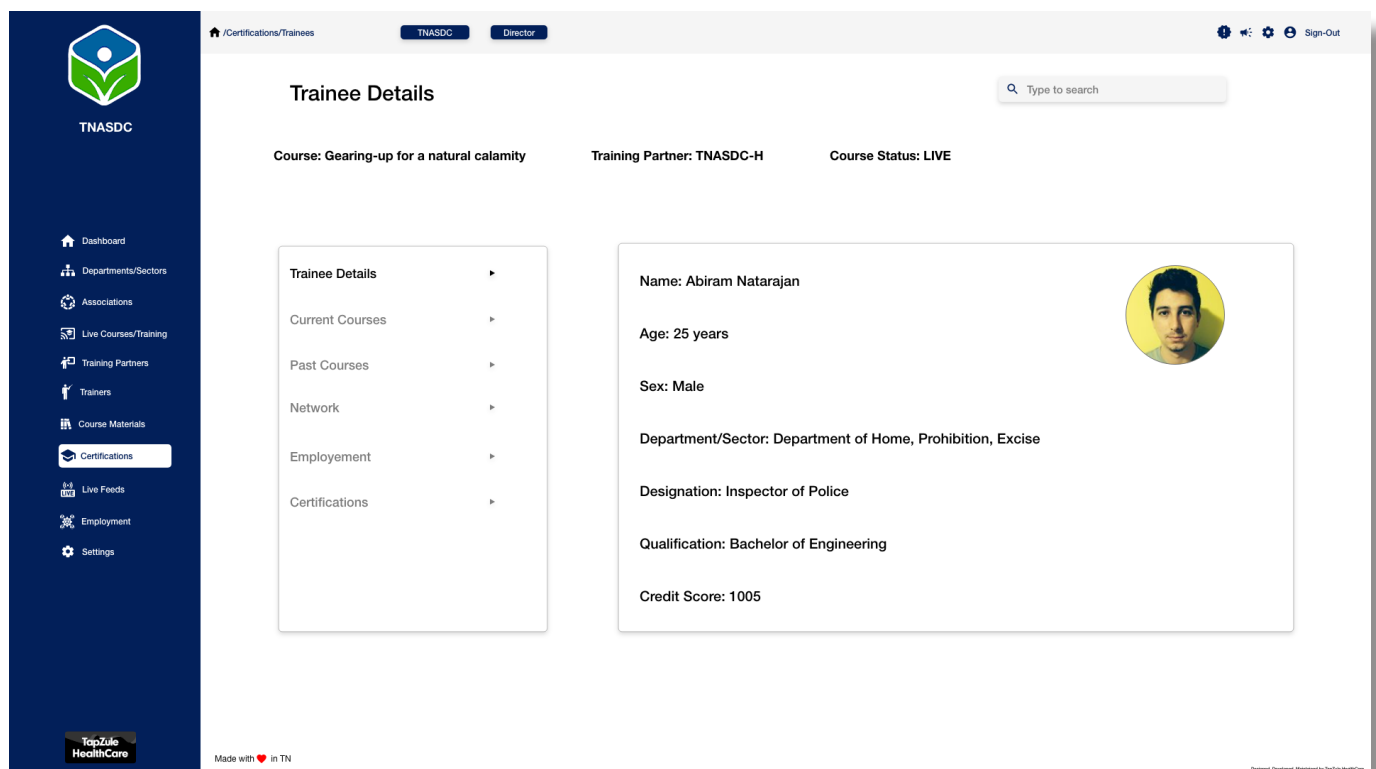 /Certifications/Trainees
TNASDC
Director
Sign-Out
TNASDC
Trainee Details
Type to search
Course: Gearing-up for a natural calamity
Training Partner: TNASDC-H
Course Status: LIVE
Dashboard
Departments/Sectors
Associations
Live Courses/Training
Training Partners
Trainers
Course Materials
Certifications
LIVE
Live Feeds
Employment
Settings
Trainee Details
Current Courses
Past Courses
Network
Employement
Certifications
Name: Abiram Natarajan
Age: 25 years
Sex: Male
Department/Sector: Department of Home, Prohibition, Excise
Designation: Inspector of Police
Qualification: Bachelor of Engineering
Credit Score: 1005
TapZule
HealthCare
Made with ❤ in TN